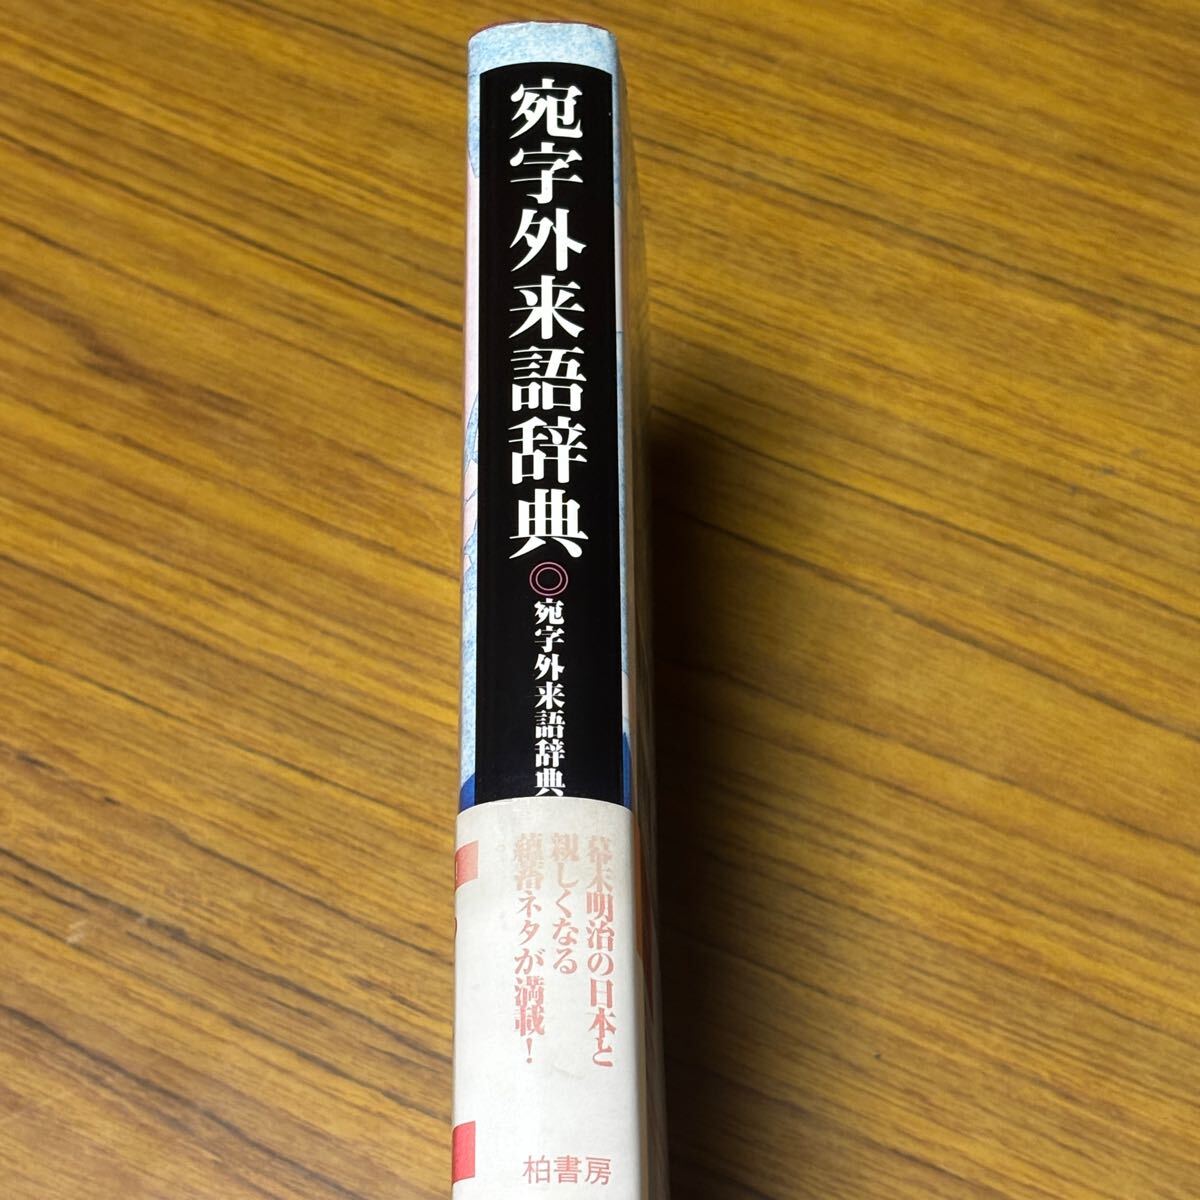 宛字外来語辞典
◎
宛字外来語辞典
幕末明治の日本と
親しくなる
蘊蓄ネタが満載！
柏書房